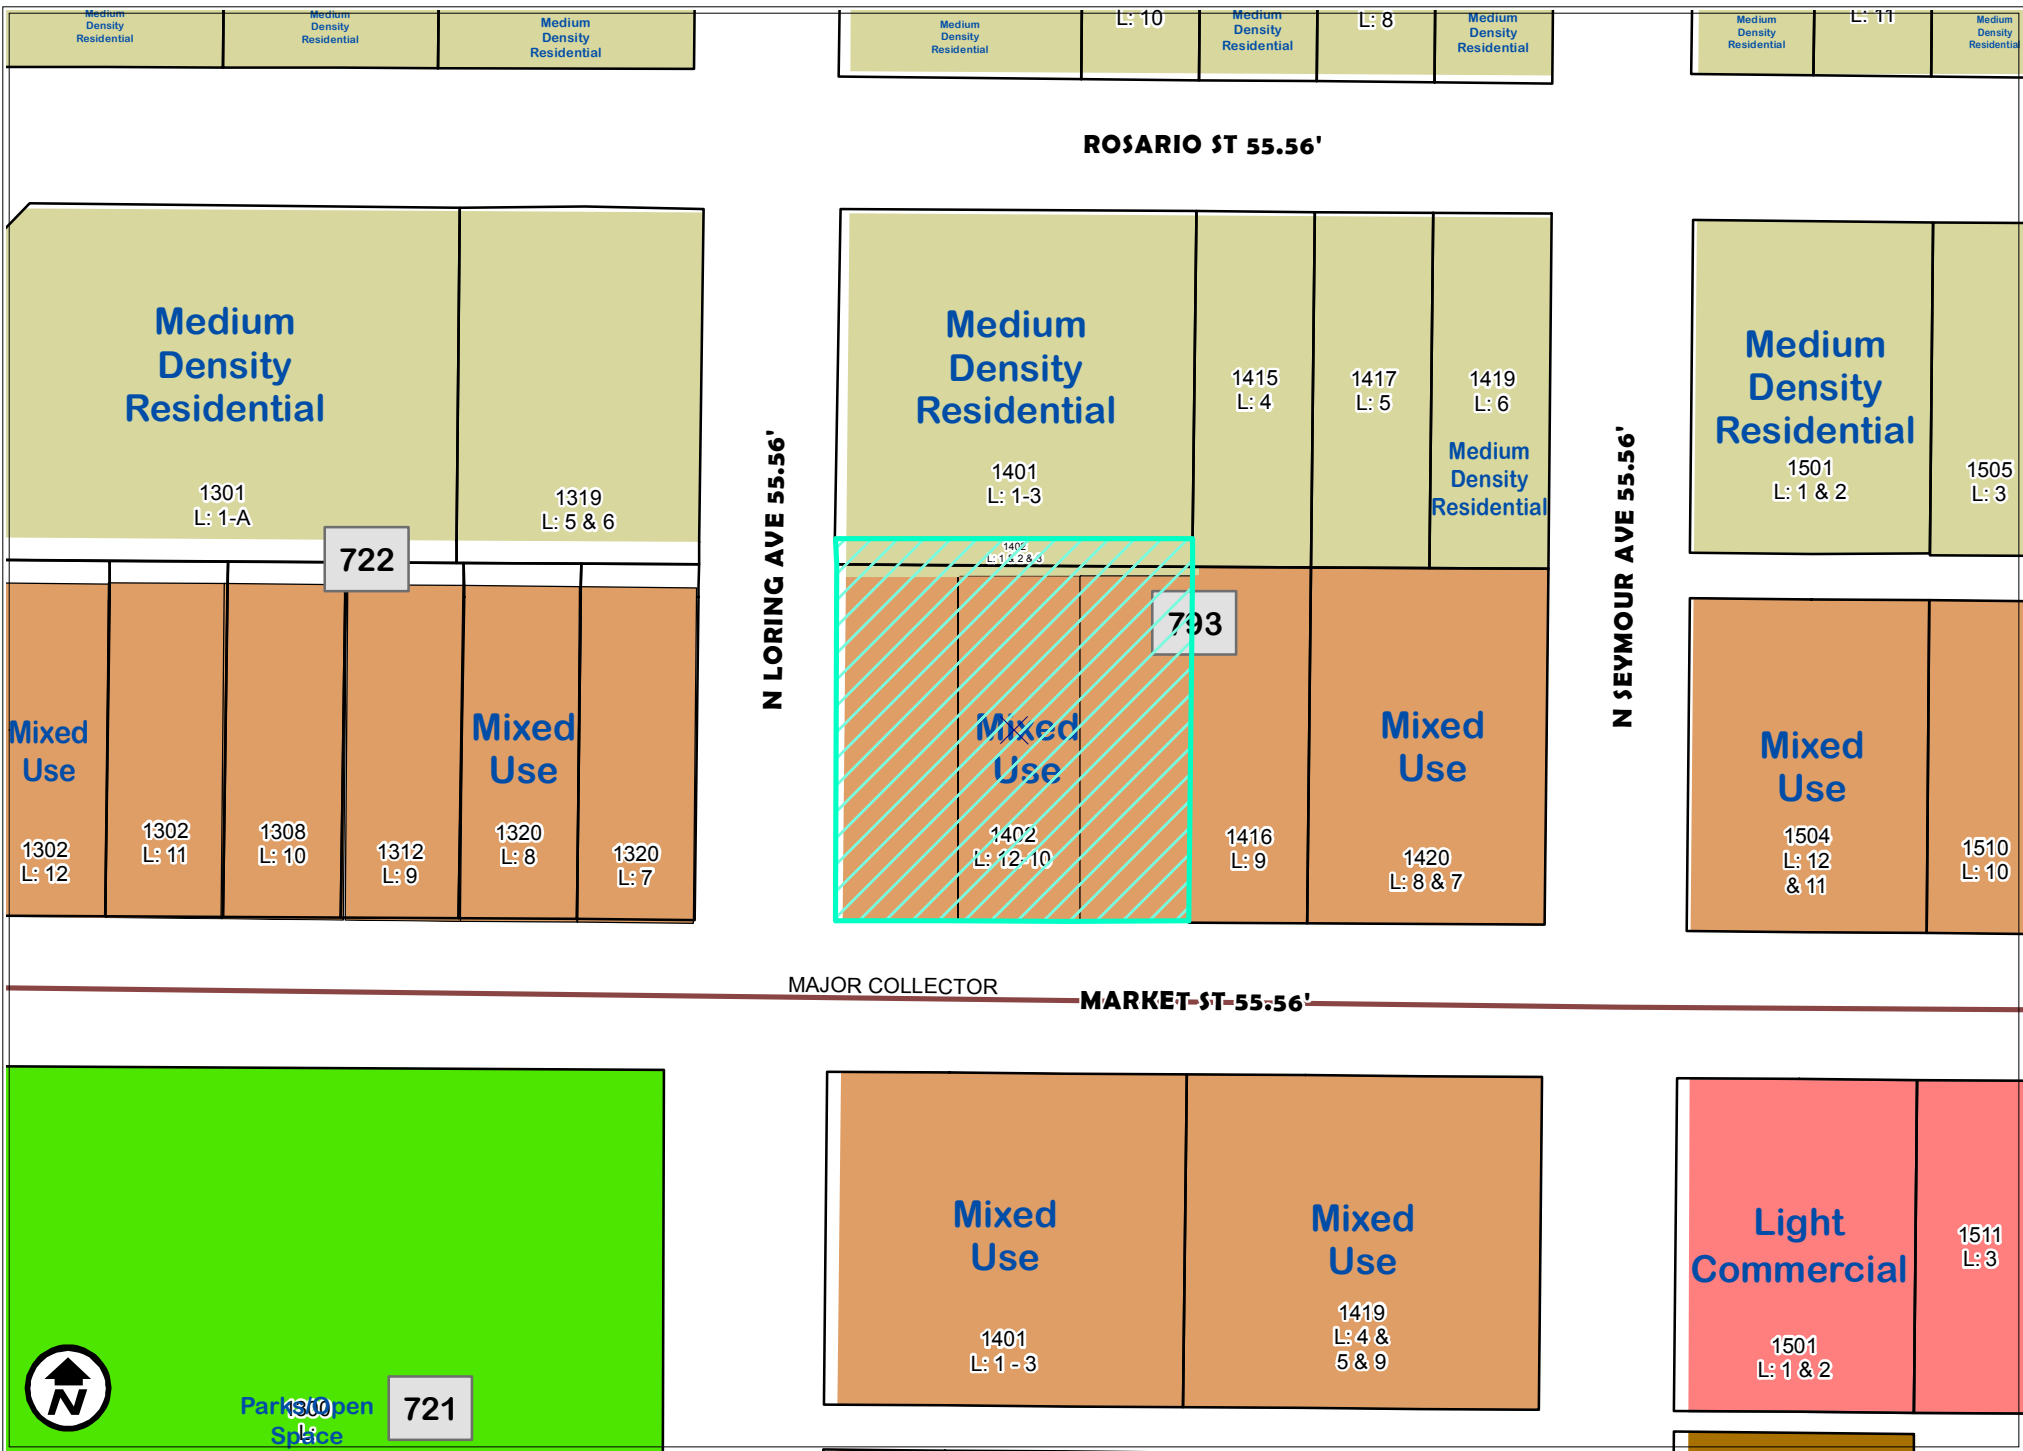 Medium
Density
Residential
Medium
Density
Residential
Medium
Density
Residential
Medium
Density
Residential
L: 10
Medium
Density
Residential
L: 8
Medium
Density
Residential
Medium
Density
Residential
L: 11
Medium
Density
Residential
ROSARIO ST 55.56'
Medium
Density
Residential
1301
L: 1-A
1319
L: 5 & 6
722
N LORING AVE 55.56'
Medium
Density
Residential
1401
L: 1-3
1415
L: 4
1417
L: 5
1419
L: 6
Medium
Density
Residential
N SEYMOUR AVE 55.56'
Medium
Density
Residential
1501
L: 1 & 2
1505
L: 3
1402
L: 1 & 2 & 3
793
Mixed
Use
1302
L: 12
1302
L: 11
1308
L: 10
1312
L: 9
Mixed
Use
1320
L: 8
1320
L: 7
Mixed
Use
1402
L: 12-10
1416
L: 9
Mixed
Use
1420
L: 8 & 7
Mixed
Use
1504
L: 12
& 11
1510
L: 10
MAJOR COLLECTOR
MARKET ST 55.56'
Mixed
Use
1401
L: 1 - 3
Mixed
Use
1419
L: 4 &
5 & 9
Light
Commercial
1501
L: 1 & 2
1511
L: 3
N
Parks/Open
Space
1300
L:
721